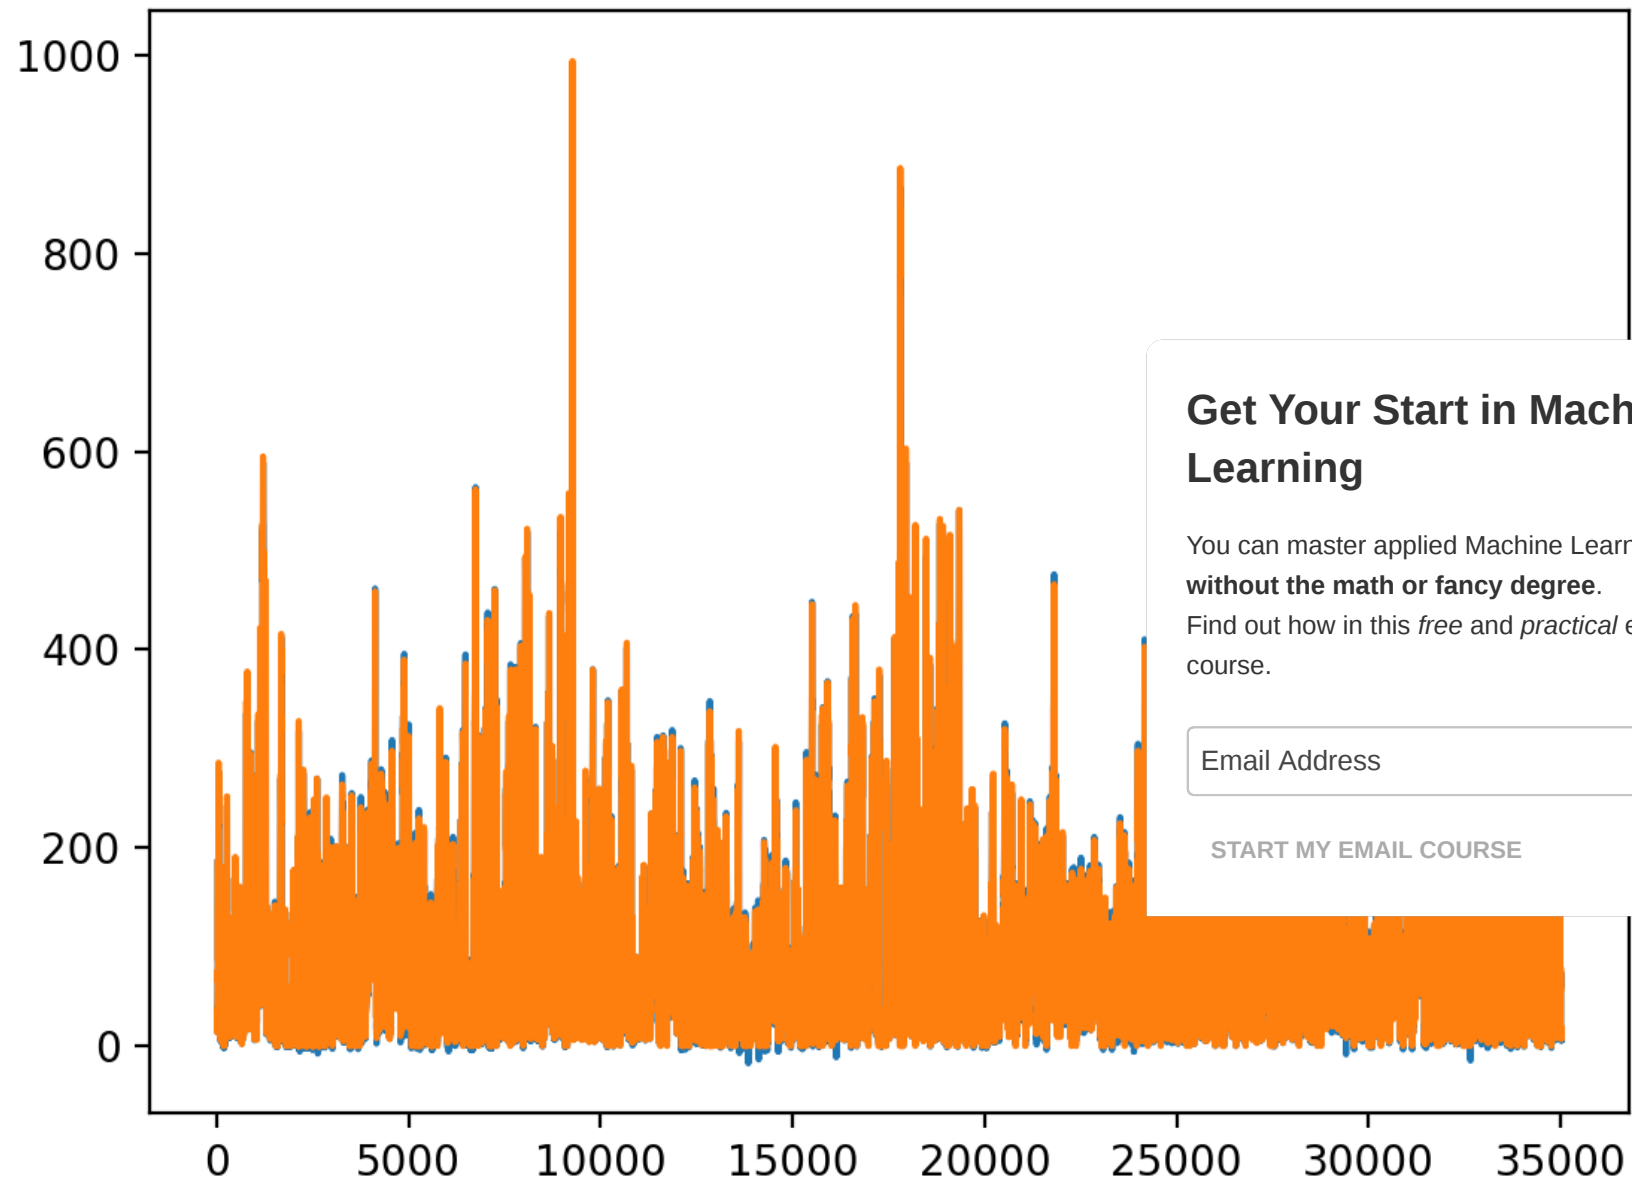 1000
800
600
400
200
0
0 5000 10000 15000 20000 25000 30000 35000
Get Your Start in Mach
Learning
You can master applied Machine Learn
without the math or fancy degree.
Find out how in this free and practical e
course.
Email Address
START MY EMAIL COURSE